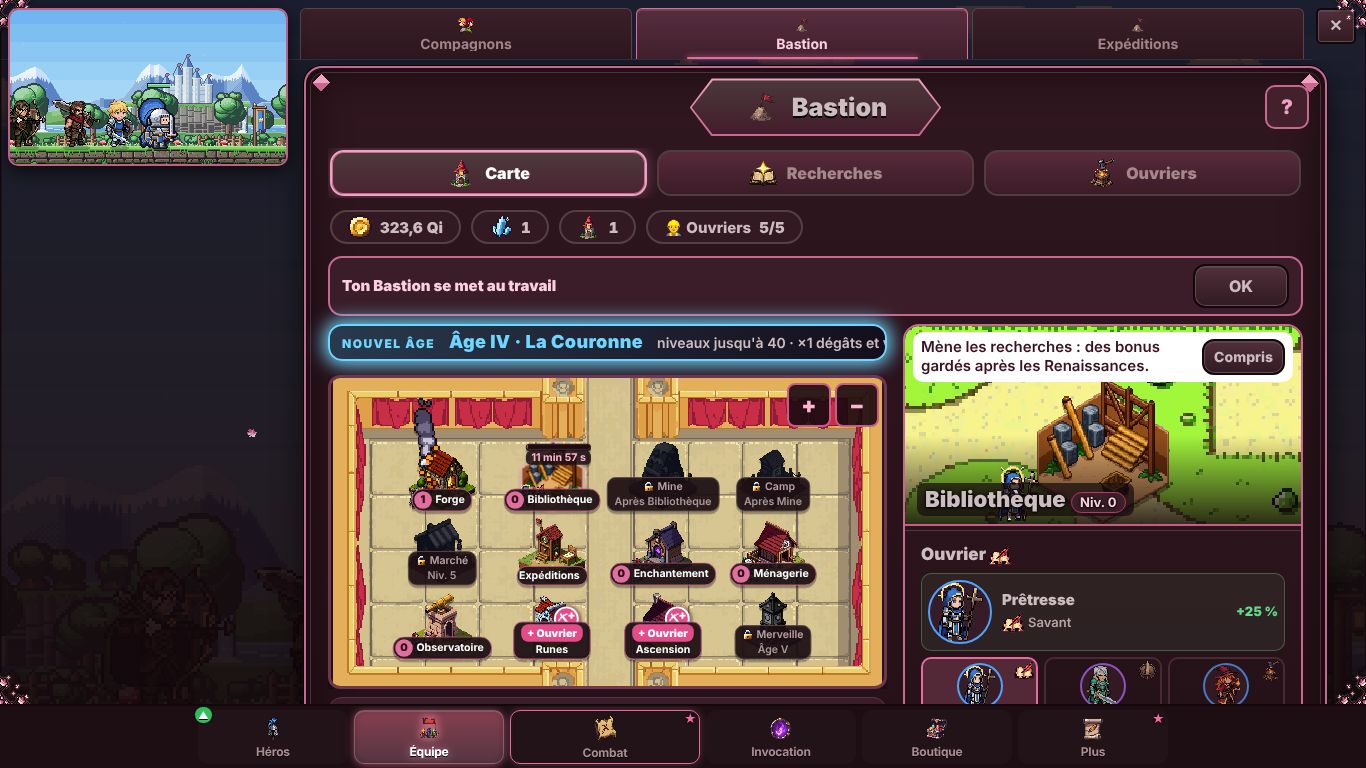 Compagnons
Bastion
Expéditions
Bastion
?
Carte
Recherches
Ouvriers
323,6 Qi
1
1
Ouvriers 5/5
Ton Bastion se met au travail
OK
NOUVEL ÂGE Âge IV · La Couronne niveaux jusqu'à 40 · ×1 dégâts et
Mène les recherches : des bonus
gardés après les Renaissances.
Compris
11 min 57 s
1 Forge
0 Bibliothèque
Mine
Après Bibliothèque
Camp
Après Mine
Marché
Niv. 5
Expéditions
0 Enchantement
0 Ménagerie
0 Observatoire
+ Ouvrier
Runes
+ Ouvrier
Ascension
Merveille
Âge V
Bibliothèque Niv. 0
Ouvrier
Prêtresse
Savant
+25 %
Héros
Équipe
Combat
Invocation
Boutique
Plus